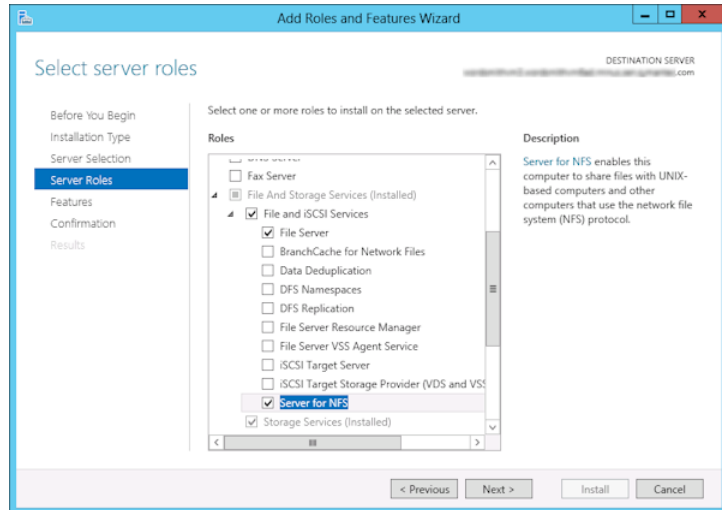 Add Roles and Features Wizard
Select server roles
DESTINATION SERVER
.com
Before You Begin
Installation Type
Server Selection
Server Roles
Features
Confirmation
Results
Select one or more roles to install on the selected server.
Roles
Fax Server
File And Storage Services (Installed)
File and iSCSI Services
File Server
BranchCache for Network Files
Data Deduplication
DFS Namespaces
DFS Replication
File Server Resource Manager
File Server VSS Agent Service
iSCSI Target Server
iSCSI Target Storage Provider (VDS and VSS
Server for NFS
Storage Services (Installed)
Description
Server for NFS enables this
computer to share files with UNIX-
based computers and other
computers that use the network file
system (NFS) protocol.
< Previous
Next >
Install
Cancel